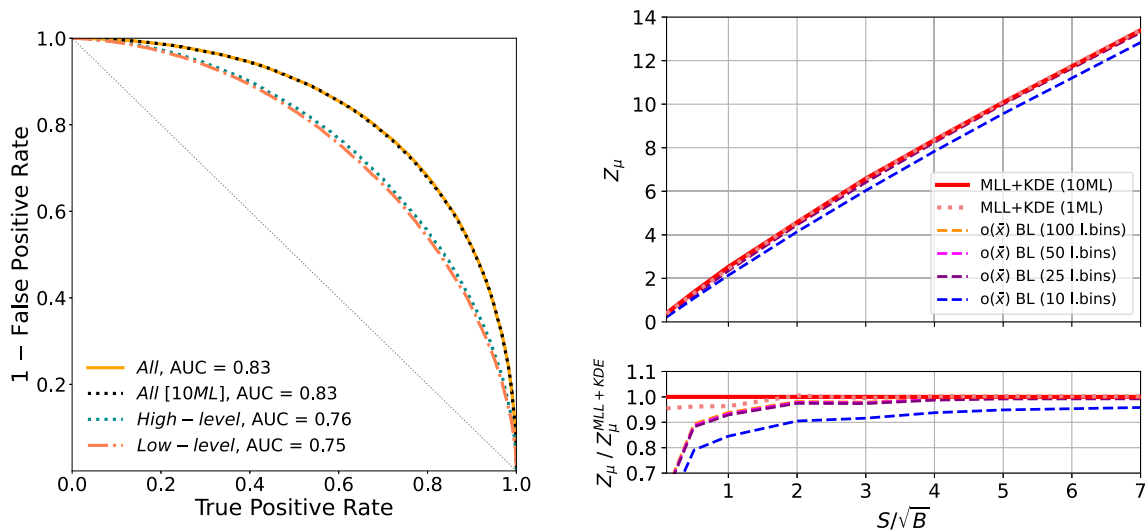 1.0
0.8
0.6
0.4
0.2
1 − False Positive Rate
All, AUC = 0.83
All [10ML], AUC = 0.83
High − level, AUC = 0.76
Low − level, AUC = 0.75
0.0 0.2 0.4 0.6 0.8 1.0
True Positive Rate
14
12
10
8
6
4
2
0
Zμ
MLL+KDE (10ML)
MLL+KDE (1ML)
o(x̄) BL (100 l.bins)
o(x̄) BL (50 l.bins)
o(x̄) BL (25 l.bins)
o(x̄) BL (10 l.bins)
1.1
1.0
0.9
0.8
0.7
Zμ / Zμ^MLL+KDE
1 2 3 4 5 6 7
S/√B